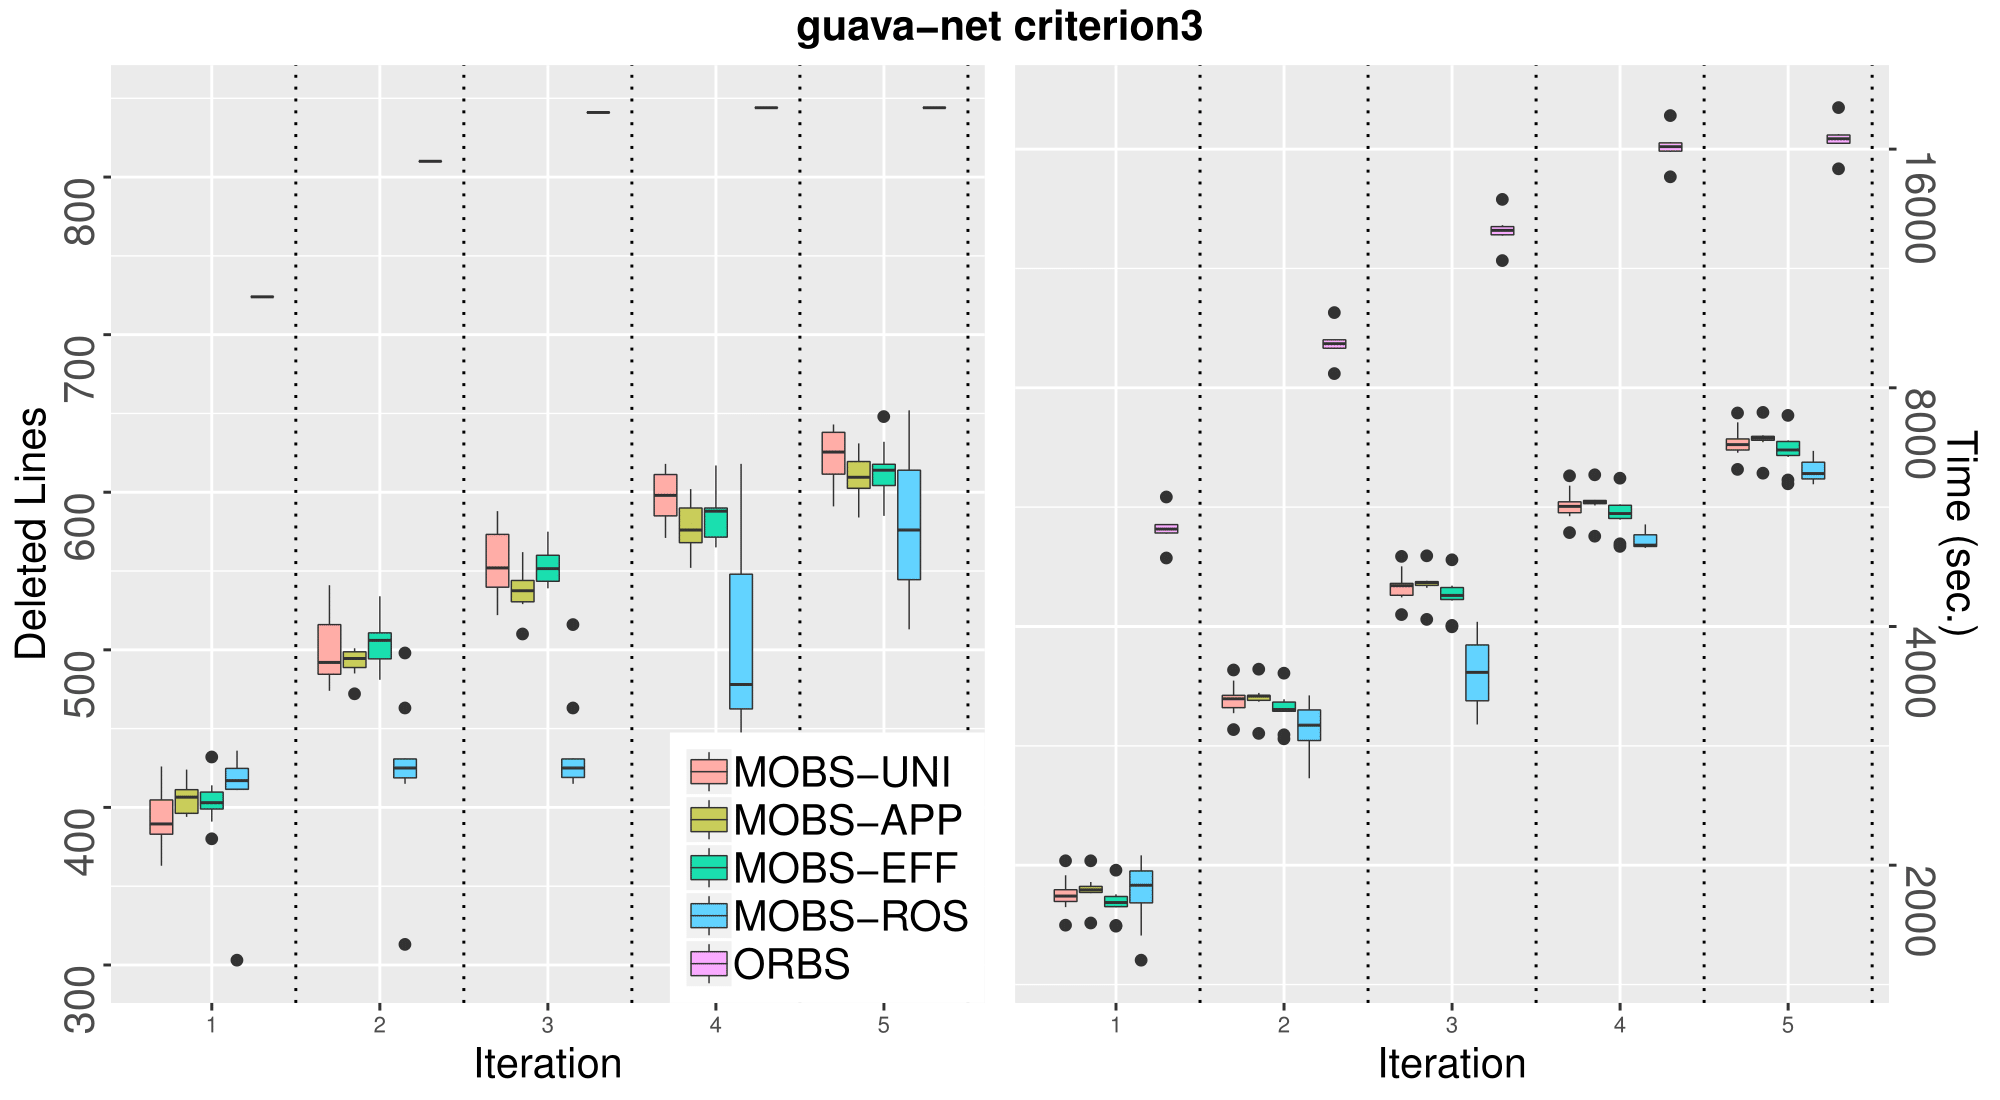 guava−net criterion3
Deleted Lines
800
700
600
500
400
300
MOBS−UNI
MOBS−APP
MOBS−EFF
MOBS−ROS
ORBS
1 2 3 4 5
Iteration
16000
8000
4000
2000
Time (sec.)
1 2 3 4 5
Iteration